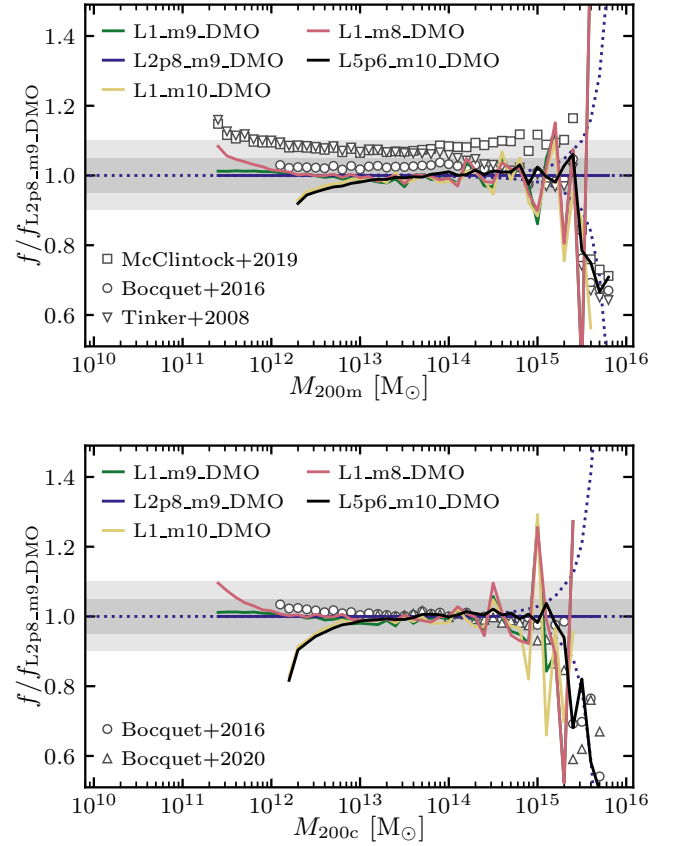 1.4
1.2
1.0
0.8
0.6
f/f_L2p8_m9_DMO
L1_m9_DMO
L2p8_m9_DMO
L1_m10_DMO
L1_m8_DMO
L5p6_m10_DMO
McClintock+2019
Bocquet+2016
Tinker+2008
10^10 10^11 10^12 10^13 10^14 10^15 10^16
M_200m [M_⊙]
1.4
1.2
1.0
0.8
0.6
f/f_L2p8_m9_DMO
L1_m9_DMO
L2p8_m9_DMO
L1_m10_DMO
L1_m8_DMO
L5p6_m10_DMO
Bocquet+2016
Bocquet+2020
10^10 10^11 10^12 10^13 10^14 10^15 10^16
M_200c [M_⊙]